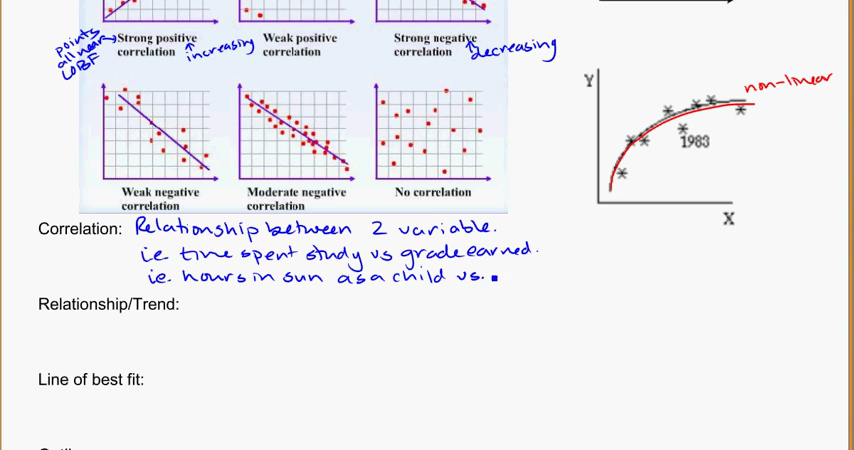 Strong positive
correlation
Weak positive
correlation
Strong negative
correlation
points
all near
LOBF
increasing
decreasing
Weak negative
correlation
Moderate negative
correlation
No correlation
Y
non-linear
1983
X
Correlation: Relationship between 2 variable.
i.e. time spent study vs grade earned.
i.e. hours in sun as a child vs.
Relationship/Trend:
Line of best fit: